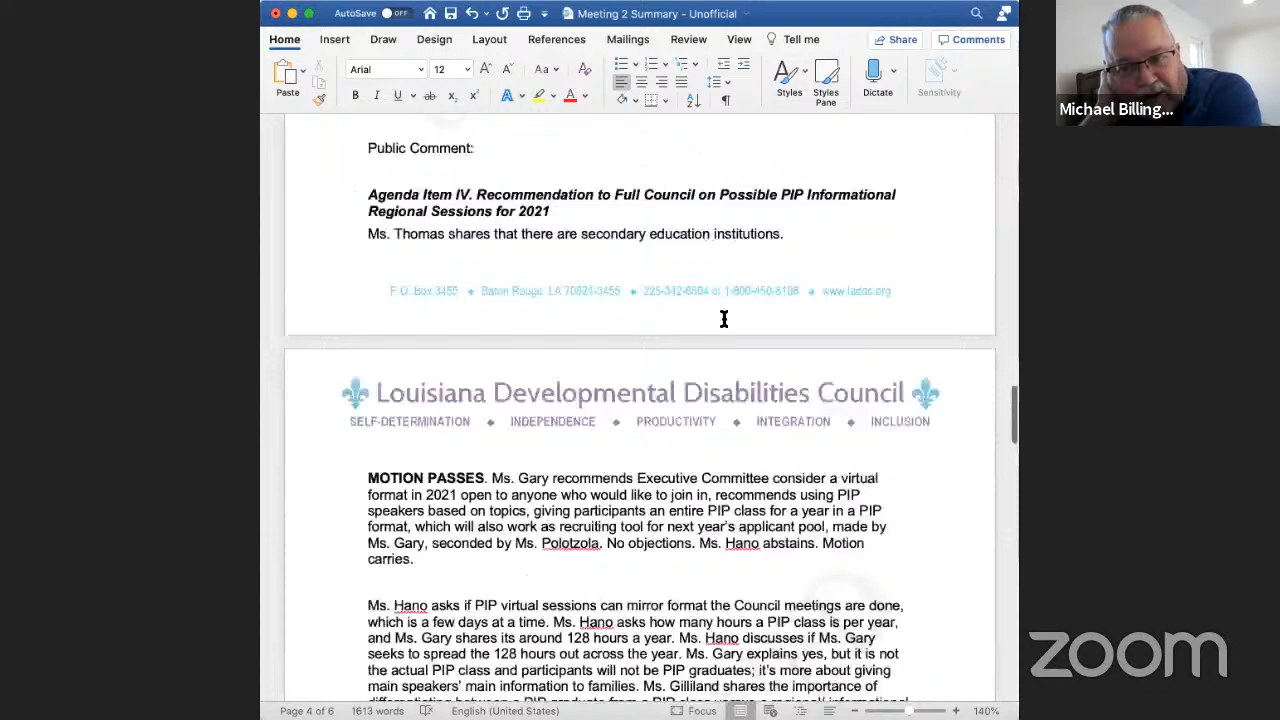 AutoSave OFF Meeting 2 Summary - Unofficial
Home Insert Draw Design Layout References Mailings Review View Tell me Share Comments
Arial 12
Paste Styles Styles Pane Dictate Sensitivity
Michael Billing...
Public Comment:
Agenda Item IV. Recommendation to Full Council on Possible PIP Informational
Regional Sessions for 2021
Ms. Thomas shares that there are secondary education institutions.
P.O. Box 3455 ◆ Baton Rouge, LA 70821-3455 ◆ 225-342-6804 or 1-800-450-8108 ◆ www.laddc.org
Louisiana Developmental Disabilities Council
SELF-DETERMINATION ◆ INDEPENDENCE ◆ PRODUCTIVITY ◆ INTEGRATION ◆ INCLUSION
MOTION PASSES. Ms. Gary recommends Executive Committee consider a virtual
format in 2021 open to anyone who would like to join in, recommends using PIP
speakers based on topics, giving participants an entire PIP class for a year in a PIP
format, which will also work as recruiting tool for next year's applicant pool, made by
Ms. Gary, seconded by Ms. Polotzola. No objections. Ms. Hano abstains. Motion
carries.
Ms. Hano asks if PIP virtual sessions can mirror format the Council meetings are done,
which is a few days at a time. Ms. Hano asks how many hours a PIP class is per year,
and Ms. Gary shares its around 128 hours a year. Ms. Hano discusses if Ms. Gary
seeks to spread the 128 hours out across the year. Ms. Gary explains yes, but it is not
the actual PIP class and participants will not be PIP graduates; it's more about giving
main speakers' main information to families. Ms. Gilliland shares the importance of
zoom
Page 4 of 6 1613 words English (United States) Focus 140%